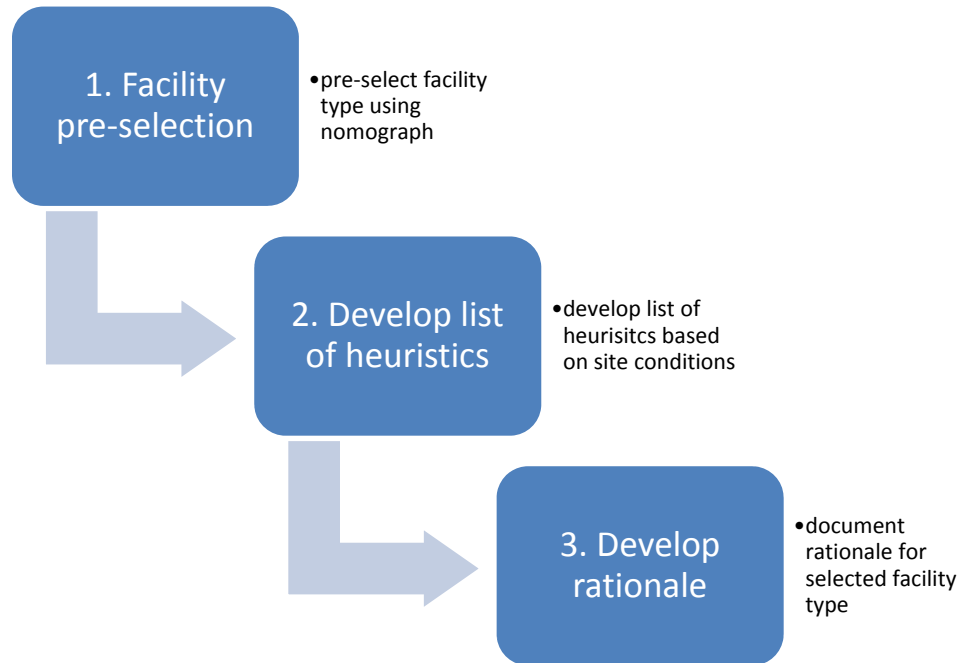 1. Facility
pre-selection
•pre-select facility
type using
nomograph
2. Develop list
of heuristics
•develop list of
heurisitcs based
on site conditions
3. Develop
rationale
•document
rationale for
selected facility
type